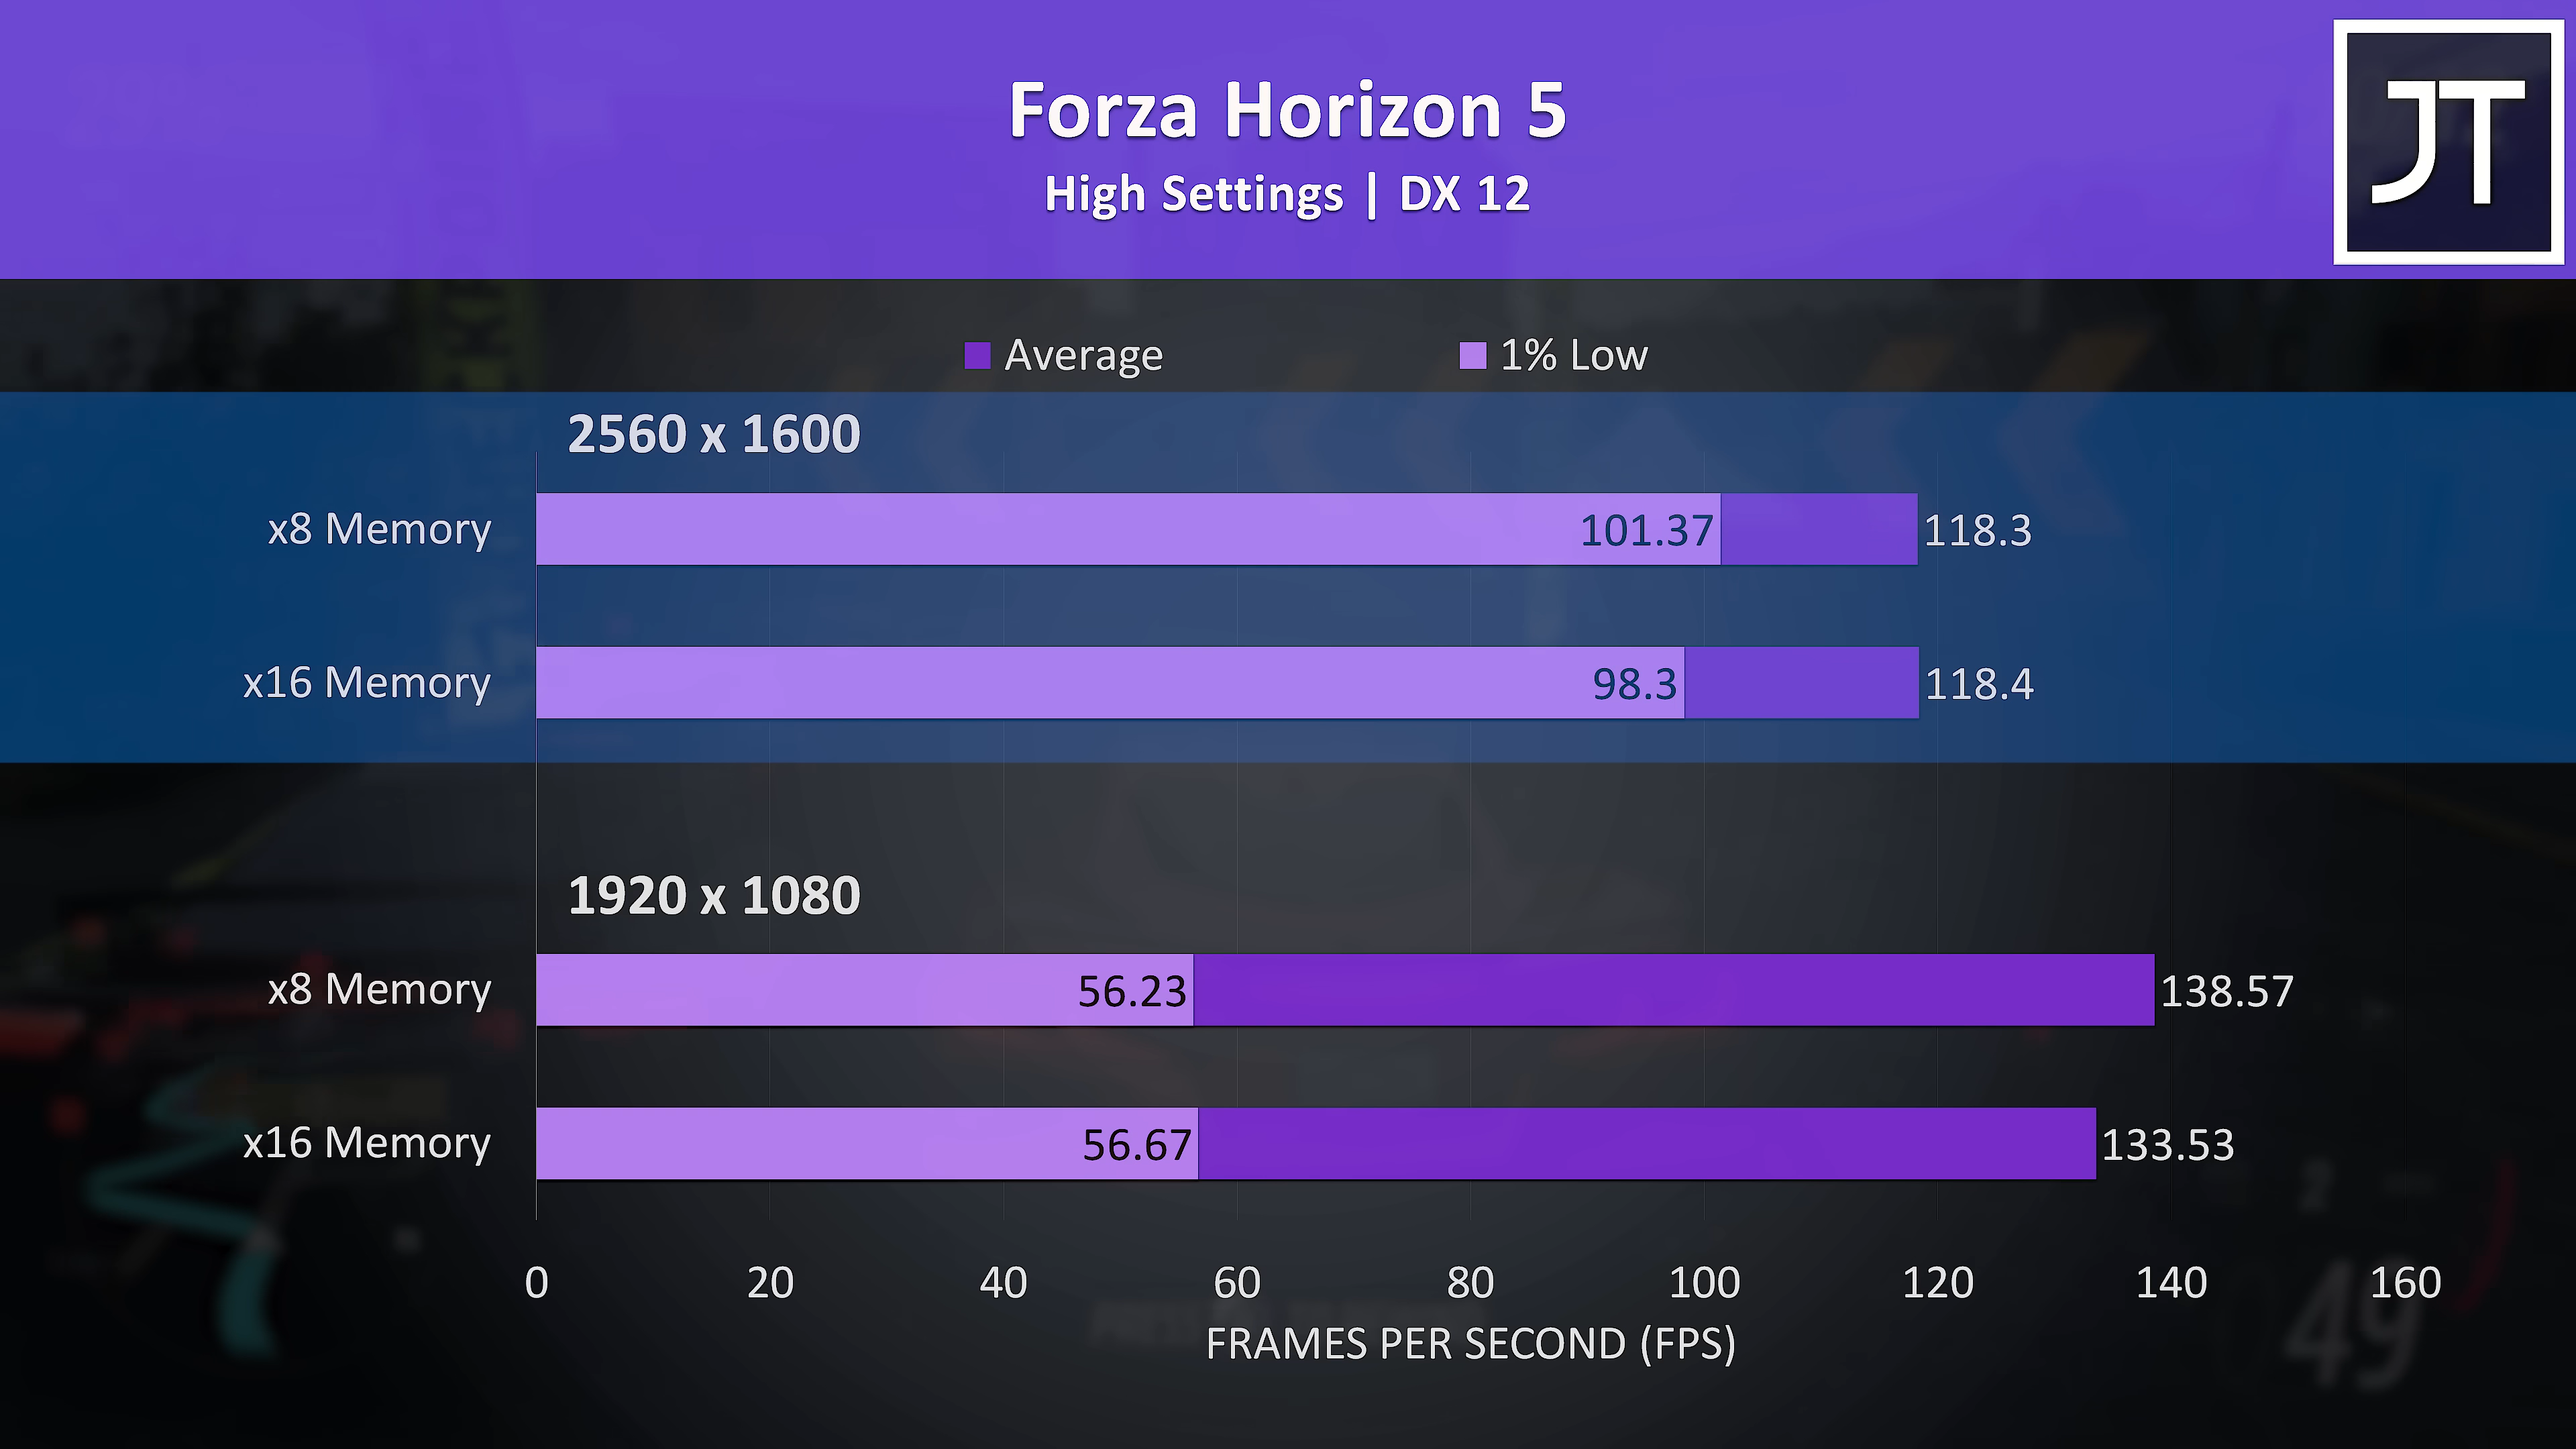 Forza Horizon 5
JT
High Settings | DX 12
Average
1% Low
2560 x 1600
x8 Memory
101.37
118.3
x16 Memory
98.3
118.4
1920 x 1080
x8 Memory
56.23
138.57
x16 Memory
56.67
133.53
0 20 40 60 80 100 120 140 160
FRAMES PER SECOND (FPS)
2
49